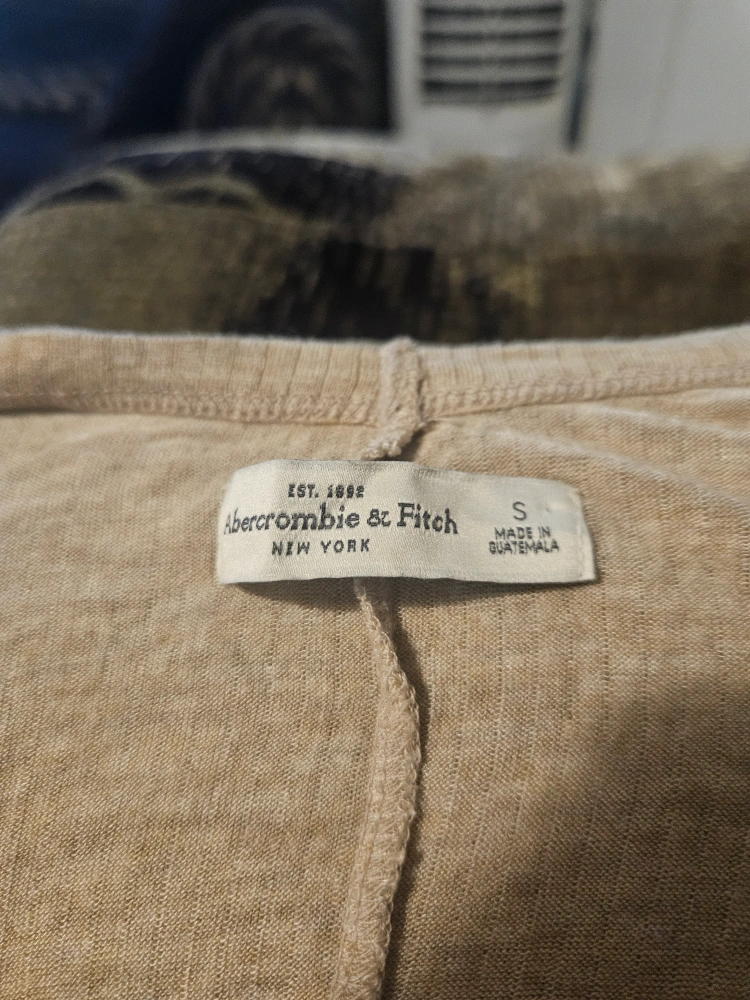 EST. 1892
Abercrombie & Fitch
NEW YORK
S
MADE IN
GUATEMALA